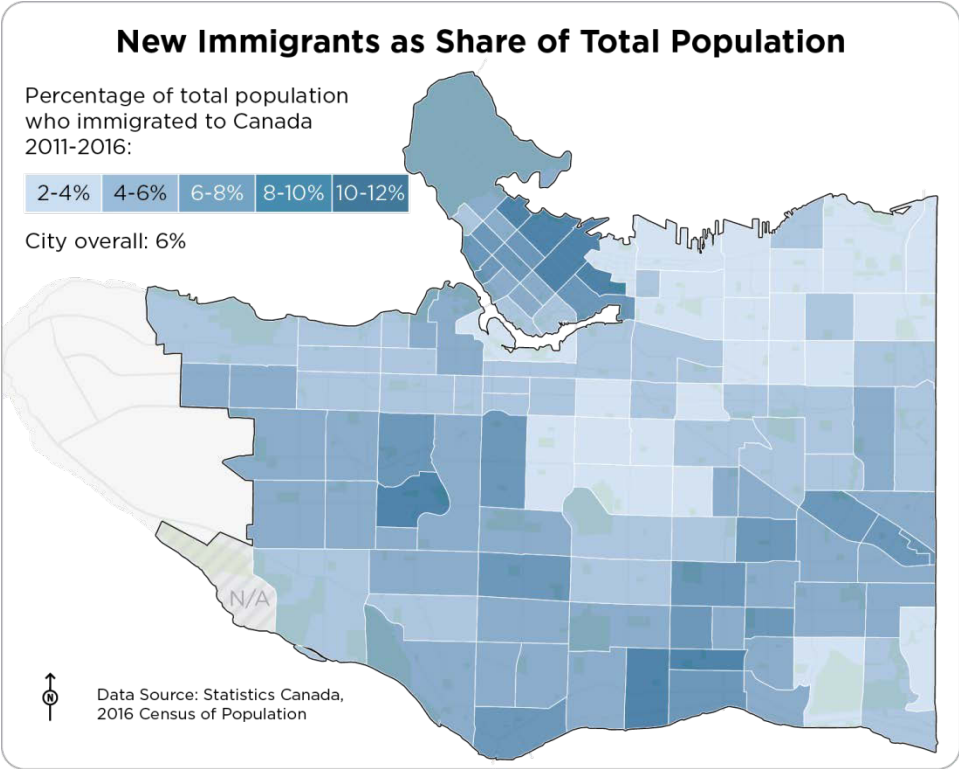 New Immigrants as Share of Total Population
Percentage of total population
who immigrated to Canada
2011-2016:
2-4% 4-6% 6-8% 8-10% 10-12%
City overall: 6%
N/A
N
Data Source: Statistics Canada,
2016 Census of Population